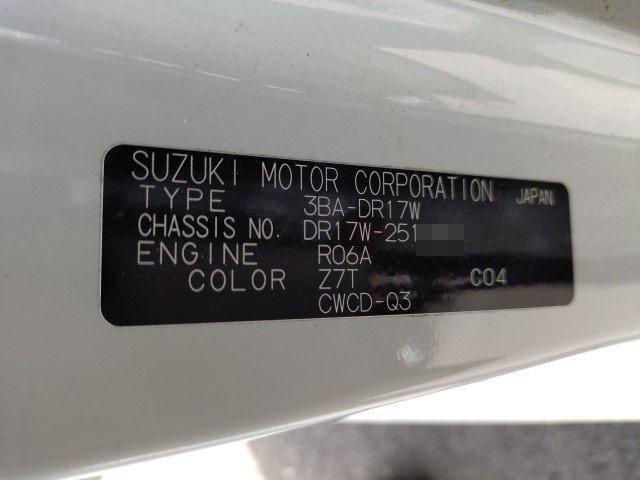 SUZUKI MOTOR CORPORATION JAPAN
TYPE 3BA-DR17W
CHASSIS NO. DR17W-251
ENGINE R06A
COLOR Z7T C04
CWCD-Q3